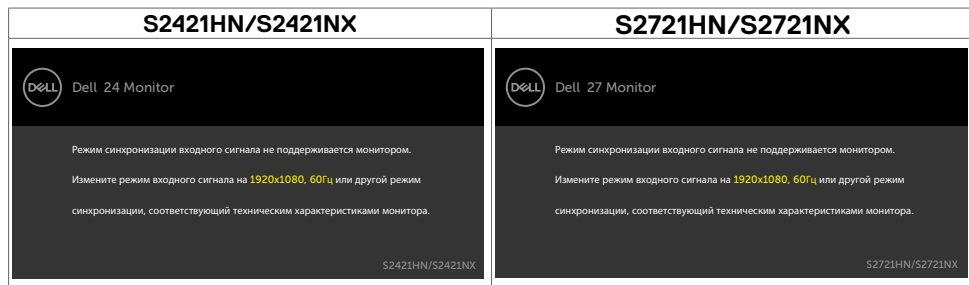 S2421HN/S2421NX
S2721HN/S2721NX
DELL Dell 24 Monitor
Режим синхронизации входного сигнала не поддерживается монитором.
Измените режим входного сигнала на 1920x1080, 60Гц или другой режим
синхронизации, соответствующий техническим характеристиками монитора.
S2421HN/S2421NX
DELL Dell 27 Monitor
Режим синхронизации входного сигнала не поддерживается монитором.
Измените режим входного сигнала на 1920x1080, 60Гц или другой режим
синхронизации, соответствующий техническим характеристиками монитора.
S2721HN/S2721NX